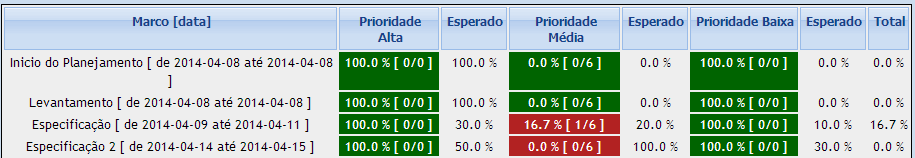 Marco [data] Prioridade Alta Esperado Prioridade Média Esperado Prioridade Baixa Esperado Total
Inicio do Planejamento [ de 2014-04-08 até 2014-04-08 ] 100.0 % [ 0/0 ] 100.0 % 0.0 % [ 0/6 ] 0.0 % 100.0 % [ 0/0 ] 0.0 % 0.0 %
Levantamento [ de 2014-04-08 até 2014-04-08 ] 100.0 % [ 0/0 ] 100.0 % 0.0 % [ 0/6 ] 0.0 % 100.0 % [ 0/0 ] 0.0 % 0.0 %
Especificação [ de 2014-04-09 até 2014-04-11 ] 100.0 % [ 0/0 ] 30.0 % 16.7 % [ 1/6 ] 20.0 % 100.0 % [ 0/0 ] 10.0 % 16.7 %
Especificação 2 [ de 2014-04-14 até 2014-04-15 ] 100.0 % [ 0/0 ] 50.0 % 0.0 % [ 0/6 ] 100.0 % 100.0 % [ 0/0 ] 30.0 % 0.0 %